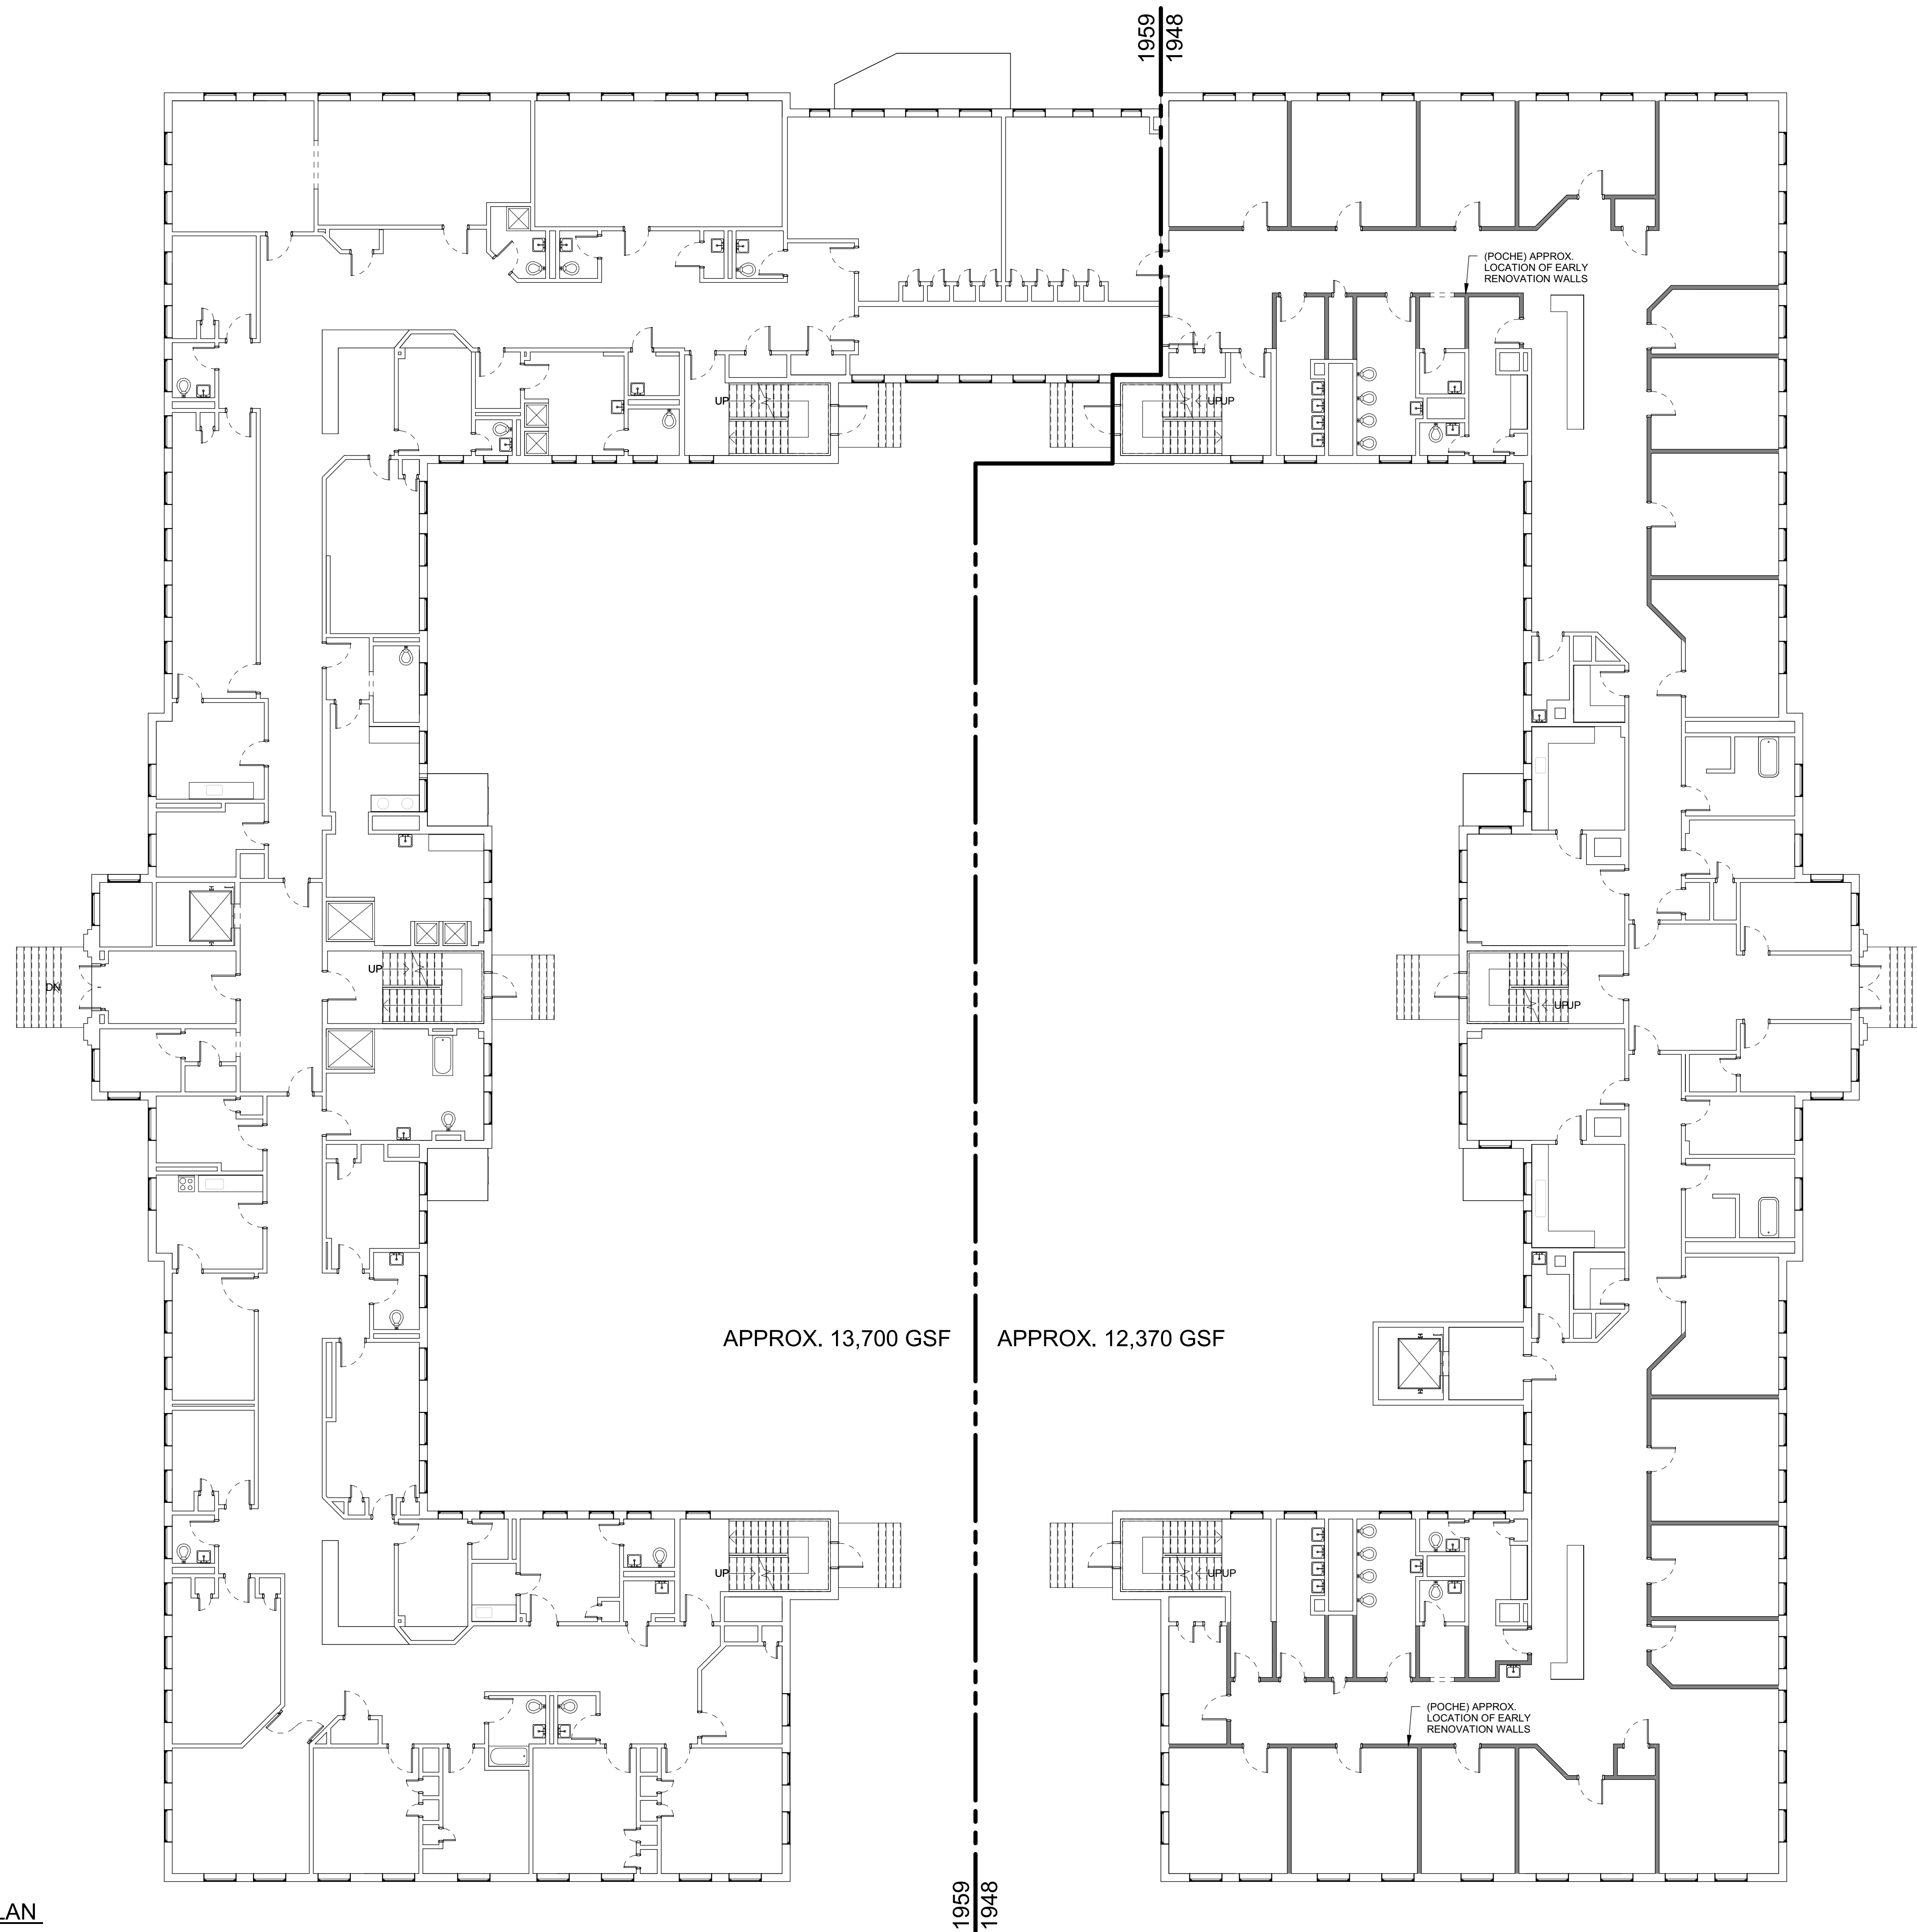 1959
1948
(POCHE) APPROX.
LOCATION OF EARLY
RENOVATION WALLS
UP
UPUP
DN
UP
UPUP
APPROX. 13,700 GSF
APPROX. 12,370 GSF
UP
UPUP
(POCHE) APPROX.
LOCATION OF EARLY
RENOVATION WALLS
1959
1948
LAN